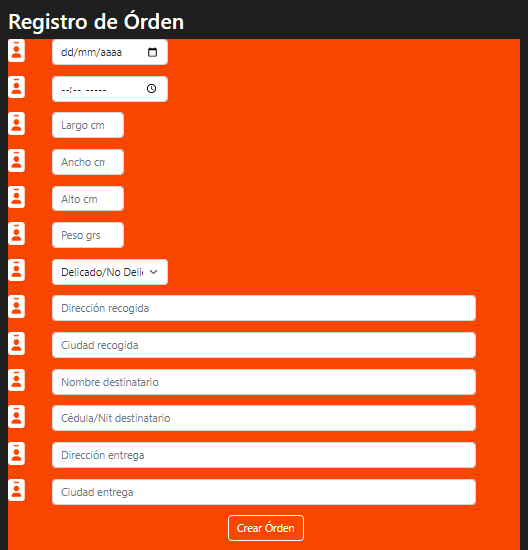 Registro de Órden
dd/mm/aaaa
--:-- -----
Largo cm
Ancho cm
Alto cm
Peso grs
Delicado/No Deli
Dirección recogida
Ciudad recogida
Nombre destinatario
Cédula/Nit destinatario
Dirección entrega
Ciudad entrega
Crear Órden